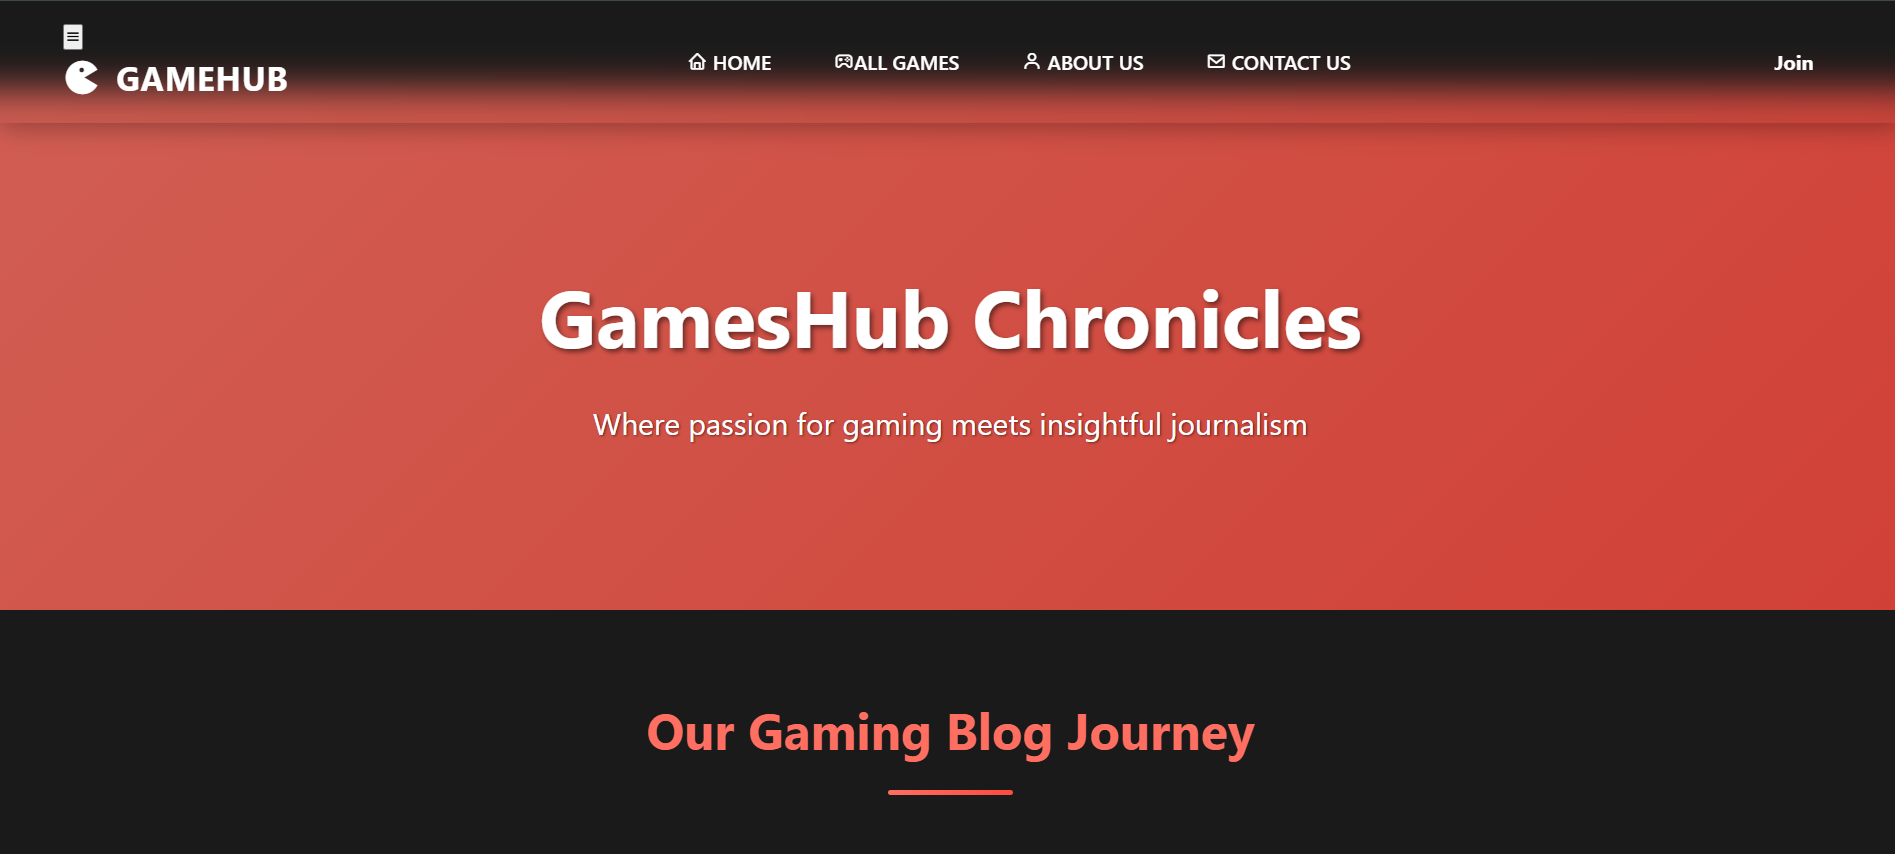 GAMEHUB
HOME
ALL GAMES
ABOUT US
CONTACT US
Join
GamesHub Chronicles
Where passion for gaming meets insightful journalism
Our Gaming Blog Journey